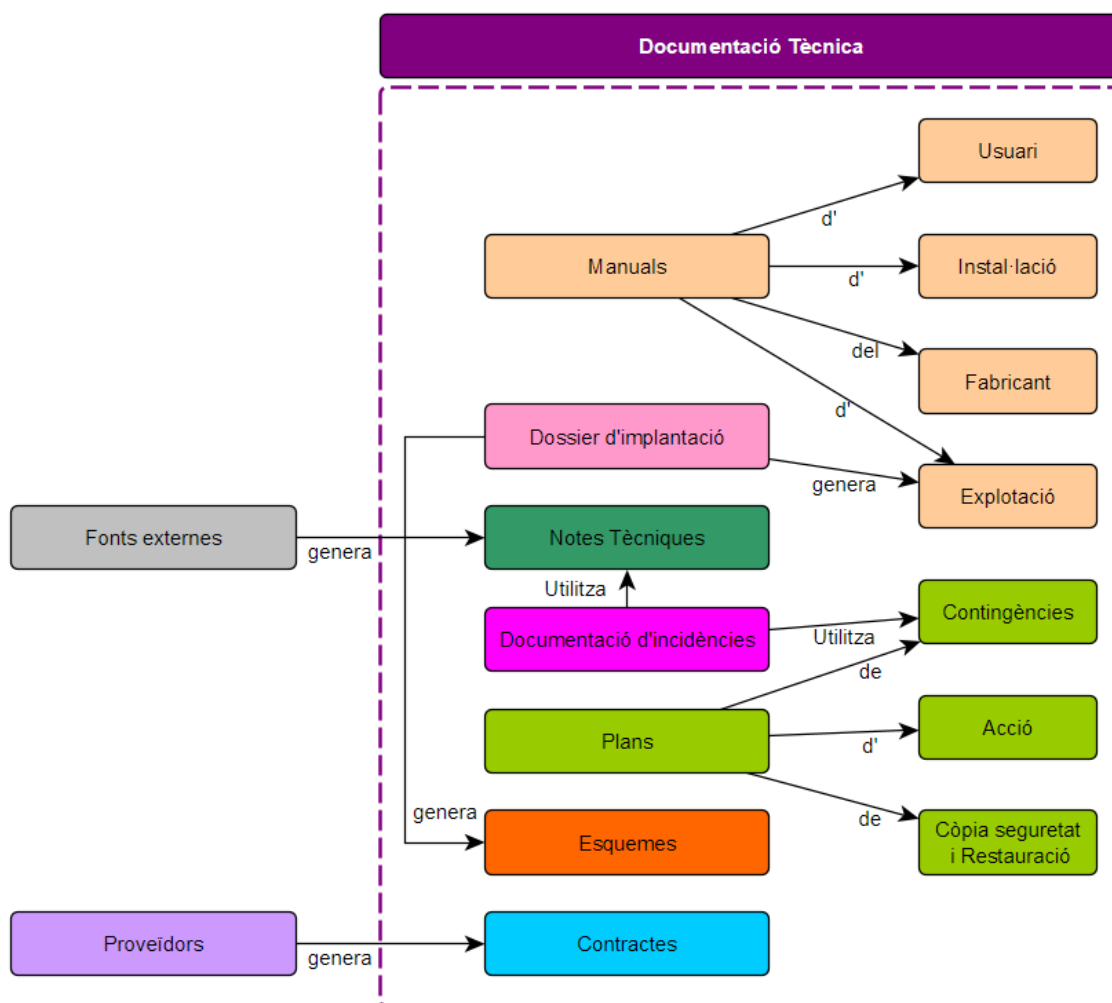 Documentació Tècnica
Usuari
d'
Manuals
d'
Instal·lació
del
Fabricant
d'
Dossier d'implantació
genera
Explotació
Fonts externes
genera
Notes Tècniques
Utilitza
Documentació d'incidències
Utilitza
Contingències
de
Plans
d'
Acció
de
Còpia seguretat
i Restauració
genera
Esquemes
Proveïdors
genera
Contractes